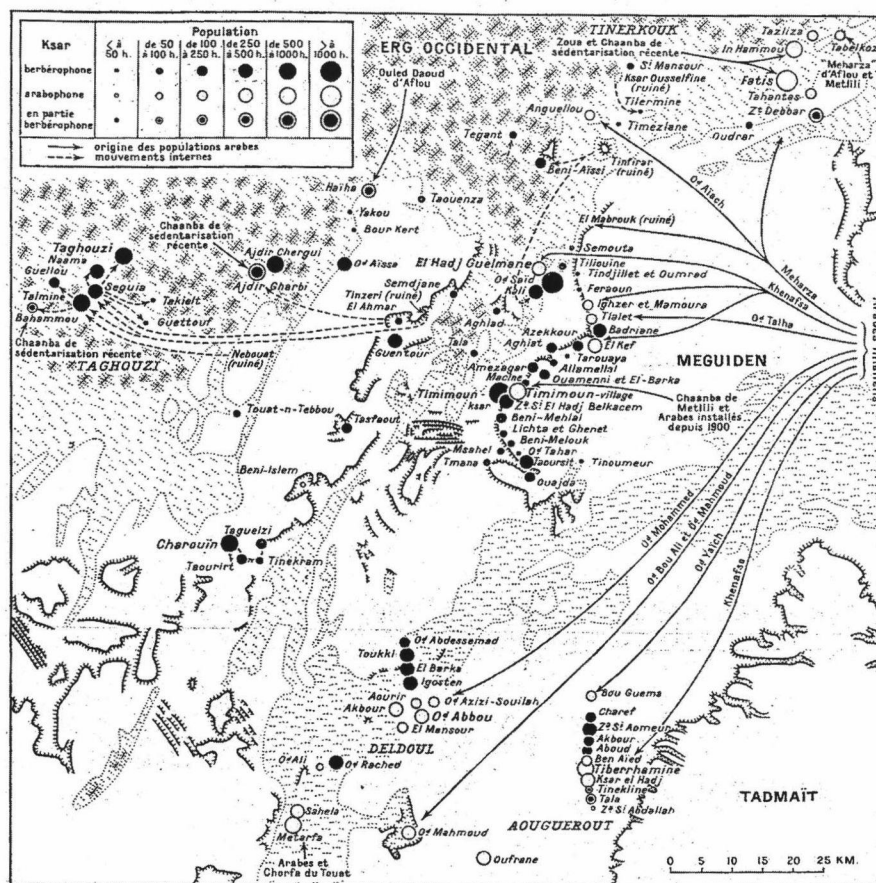 Ksar
Population
< à 50 h.
de 50 à 100 h.
de 100 à 250 h.
de 250 à 500 h.
de 500 à 1000 h.
> à 1000 h.
berbérophone
arabophone
en partie
berbérophone
origine des populations arabes
mouvements internes
ERG OCCIDENTAL
Ouled Daoud
d'Aflou
TINERKOUK
Zoua et Chaanba de
sédentarisation récente
Tazliza
In Hammou
Tabelkoz
"Meharza"
d'Aflou et
Metlili
St Mansour
Ksar Ousselfine
(ruiné)
Fatis
Tahantas
Tilermine
Zt Debbar
Anguellou
Timeziane
Oudrar
Tegant
Tinfirar
(ruiné)
Beni-Aïssi
Haïha
Taouenza
Yakou
Bour Kert
Od Aïach
El Mabrouk (ruiné)
Chaanba de
sédentarisation
récente
Taghouzi
Naama
Guellou
Seguia
Talmine
Bahammou
Takielt
Guettouf
Chaanba de
sédentarisation récente
TAGHOUZI
Ajdir Chergui
Ajdir Gharbi
Od Aïssa
Semouta
El Hadj Guelmane
Tiliouine
Tindjillet et Oumrad
Od Saïd
Kali
Feraoun
Meharza
Khenafsa
Semdjane
Tinzeri (ruiné)
El Ahmar
Ighzer et Mamoura
Aghlad
Tlalet
Od Talha
Badriane
Azekkour
El Kef
Guentour
Tala
Aghiat
Tarouaya
MEGUIDEN
Nebouat
(ruiné)
Allamellal
Amezagar
Ouamenni et El-Barka
Macine
Timimoun
ksar
Timimoun-village
Chaanba de
Metlili et
Arabes installés
depuis 1900
Zt St El Hadj Belkacem
Beni-Mehlal
Touat-n-Tebbou
Tasfaout
Lichta et Ghenet
Beni-Melouk
Msahel
Od Tahar
Tmana
Taoursit
Tinoumeur
Ouajda
Beni-Islem
Od Mohammed
Od Bou Ali et Od Mahmoud
Od Yaïch
Khenafsa
Taguelzi
Charouïn
Taourirt
Tinekram
Od Abdessemad
Toukki
El Barka
Igosten
Aourir
Od Azizi-Souilah
Akbour
Od Abbou
El Mansour
DELDOUL
Od Ali
Od Rached
Bou Guema
Charef
Zt St Aomeur
Akbour
Aboud
Ben Aïed
Tiberrhamine
Ksar el Hadj
Tinekline
Tala
Zt St Abdallah
TADMAÏT
Sahela
Metarfa
Od Mahmoud
AOUGUEROUT
Oufrane
Arabes et
Chorfa du Touat
0 5 10 15 20 25 KM.